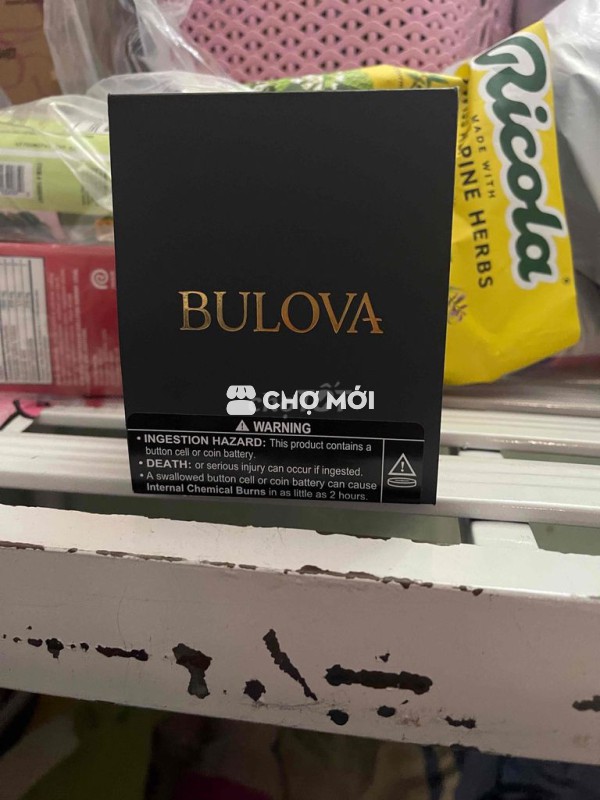 Ricola
MADE WITH
PINE HERBS
BULOVA
CHỢ MỚI
WARNING
• INGESTION HAZARD: This product contains a
button cell or coin battery.
• DEATH: or serious injury can occur if ingested.
• A swallowed button cell or coin battery can cause
Internal Chemical Burns in as little as 2 hours.